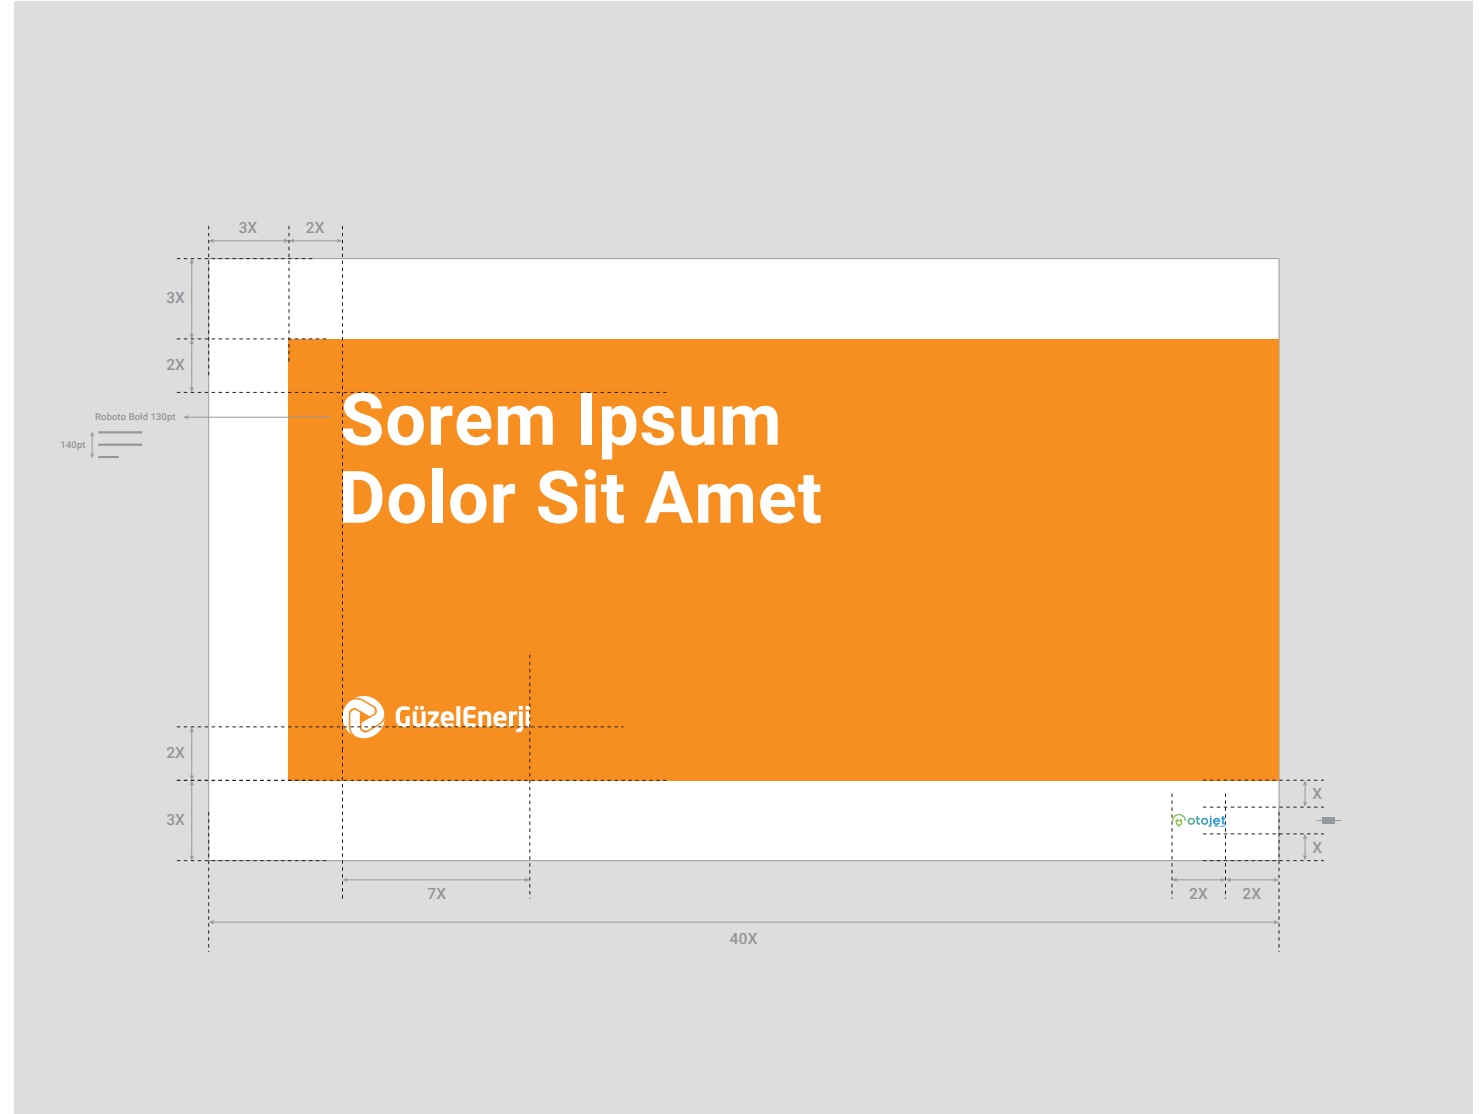 3X 2X
3X
2X
Sorem Ipsum
Roboto Bold 130pt
140pt
Dolor Sit Amet
GüzelEnerji
2X
3X
X
otojet
X
7X
2X 2X
40X